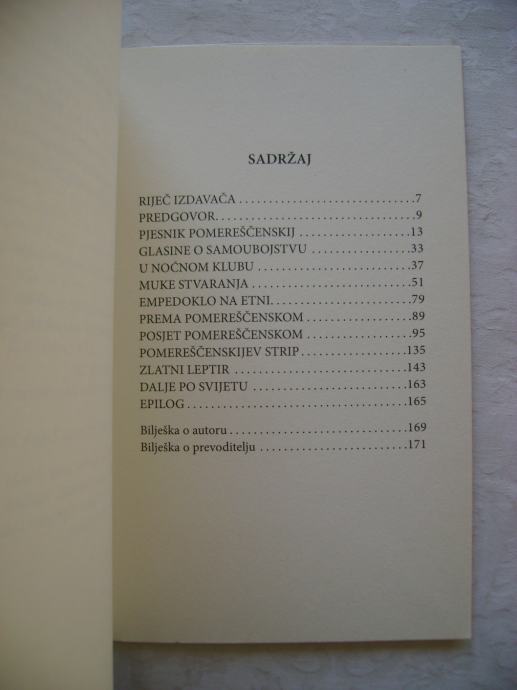 SADRŽAJ
RIJEČ IZDAVAČA . . . . . . . . . . . . . . . . . . . . . . . . . . . . .7
PREDGOVOR. . . . . . . . . . . . . . . . . . . . . . . . . . . . . . . . .9
PJESNIK POMEREŠČENSKIJ . . . . . . . . . . . . . . . . . . .13
GLASINE O SAMOUBOJSTVU . . . . . . . . . . . . . . . . .33
U NOĆNOM KLUBU . . . . . . . . . . . . . . . . . . . . . . . . . .37
MUKE STVARANJA . . . . . . . . . . . . . . . . . . . . . . . . . . .51
EMPEDOKLO NA ETNI. . . . . . . . . . . . . . . . . . . . . . . .79
PREMA POMEREŠČENSKOM . . . . . . . . . . . . . . . . . .89
POSJET POMEREŠČENSKOM . . . . . . . . . . . . . . . . . .95
POMEREŠČENSKIJEV STRIP . . . . . . . . . . . . . . . . . .135
ZLATNI LEPTIR . . . . . . . . . . . . . . . . . . . . . . . . . . . . .143
DALJE PO SVIJETU . . . . . . . . . . . . . . . . . . . . . . . . . .163
EPILOG . . . . . . . . . . . . . . . . . . . . . . . . . . . . . . . . . . . .165
Bilješka o autoru . . . . . . . . . . . . . . . . . . . . . . . . . . . . .169
Bilješka o prevoditelju . . . . . . . . . . . . . . . . . . . . . . . .171